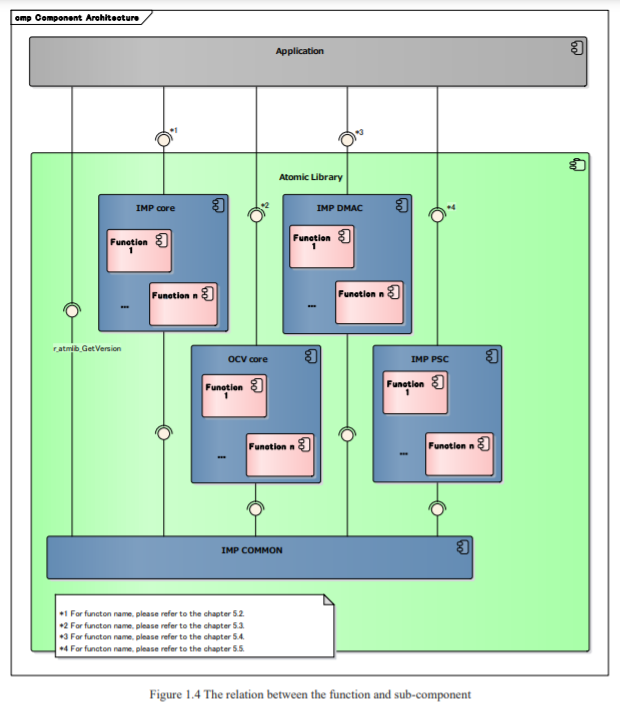 cmp Component Architecture
Application
*1
*3
Atomic Library
IMP core
*2
IMP DMAC
*4
Function
1
Function
1
...
Function n
...
Function n
r_atmlib_GetVersion
OCV core
IMP PSC
Function
1
Function
1
...
Function n
...
Function n
IMP COMMON
*1 For functon name, please refer to the chapter 5.2.
*2 For functon name, please refer to the chapter 5.3.
*3 For functon name, please refer to the chapter 5.4.
*4 For functon name, please refer to the chapter 5.5.
Figure 1.4 The relation between the function and sub-component